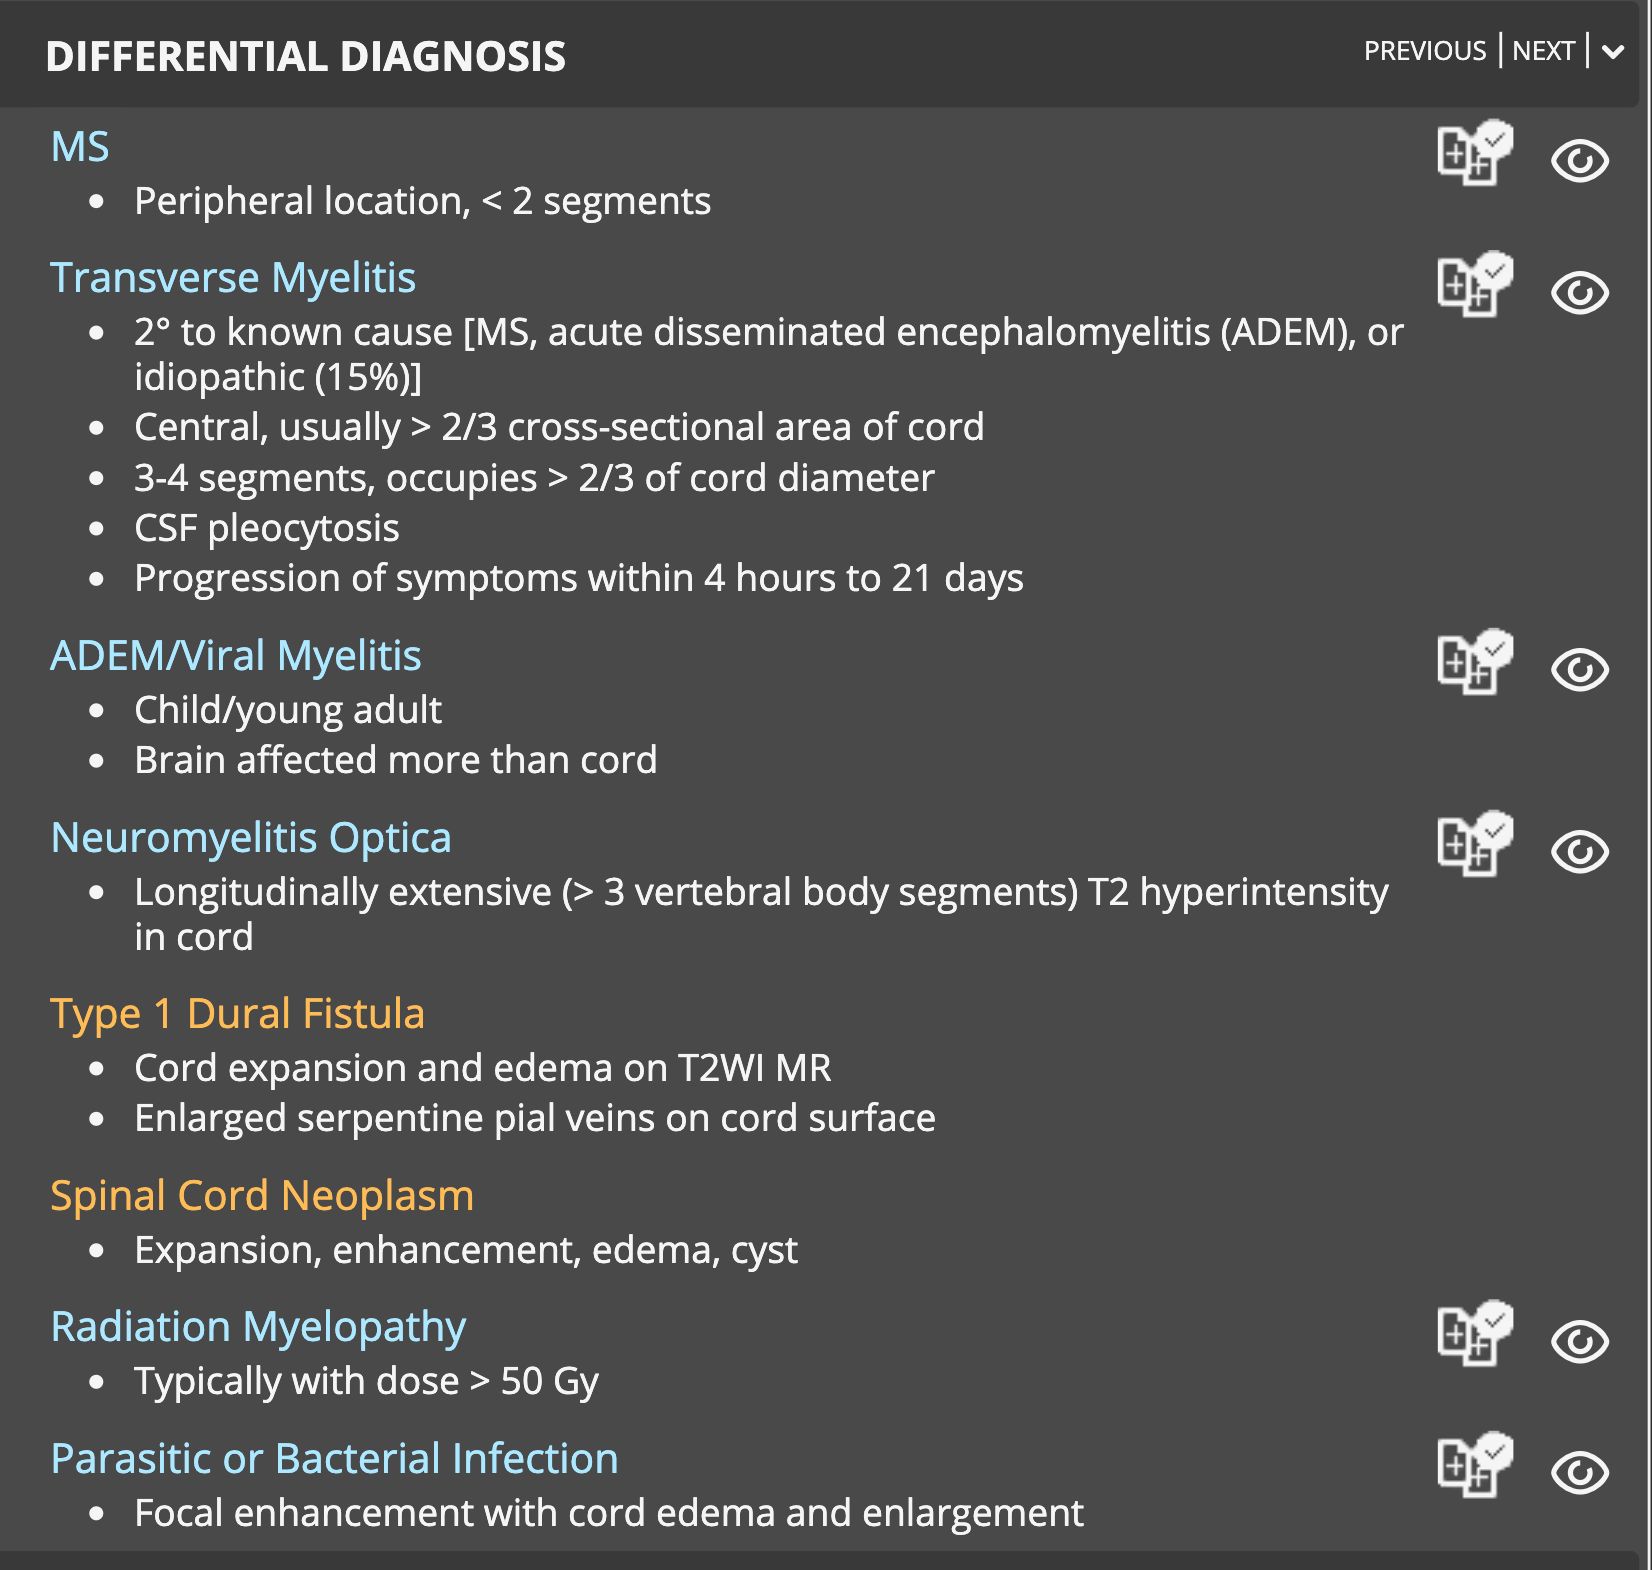 DIFFERENTIAL DIAGNOSIS
PREVIOUS | NEXT |
MS
• Peripheral location, < 2 segments
Transverse Myelitis
• 2° to known cause [MS, acute disseminated encephalomyelitis (ADEM), or
idiopathic (15%)]
• Central, usually > 2/3 cross-sectional area of cord
• 3-4 segments, occupies > 2/3 of cord diameter
• CSF pleocytosis
• Progression of symptoms within 4 hours to 21 days
ADEM/Viral Myelitis
• Child/young adult
• Brain affected more than cord
Neuromyelitis Optica
• Longitudinally extensive (> 3 vertebral body segments) T2 hyperintensity
in cord
Type 1 Dural Fistula
• Cord expansion and edema on T2WI MR
• Enlarged serpentine pial veins on cord surface
Spinal Cord Neoplasm
• Expansion, enhancement, edema, cyst
Radiation Myelopathy
• Typically with dose > 50 Gy
Parasitic or Bacterial Infection
• Focal enhancement with cord edema and enlargement